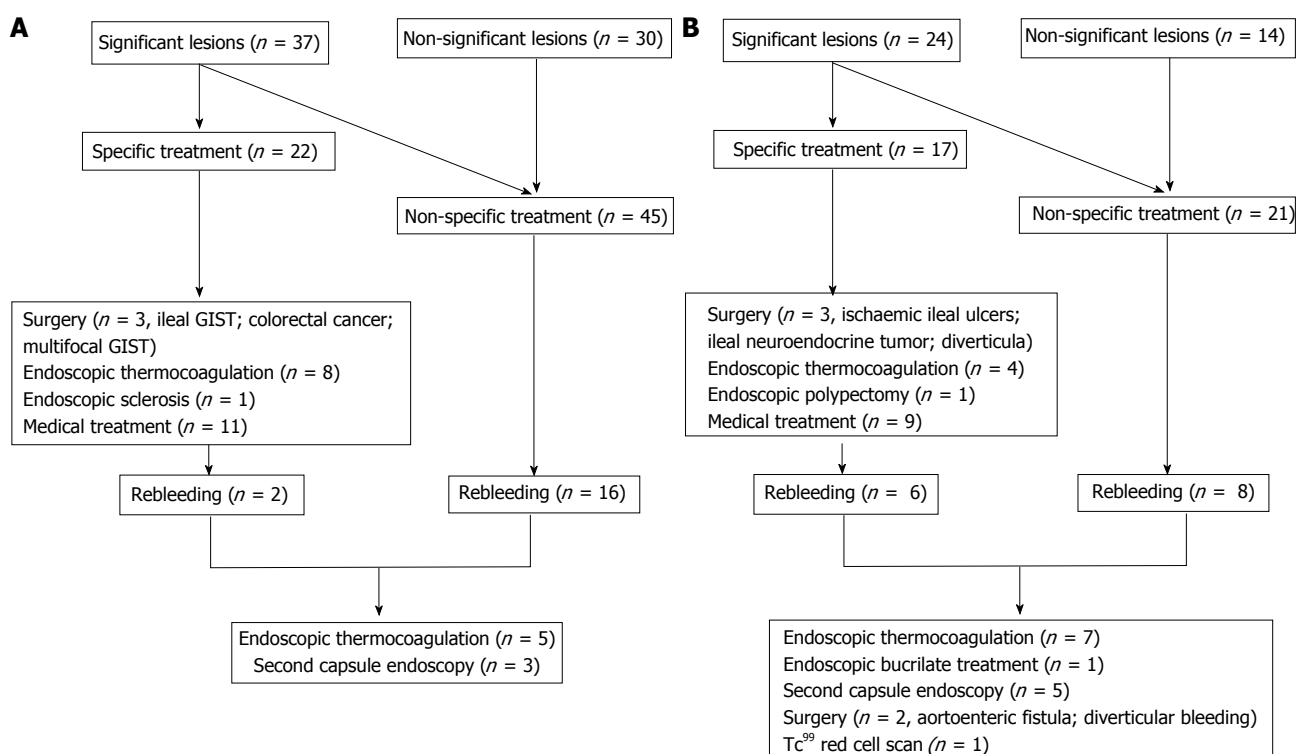 A
Significant lesions (n = 37)
Non-significant lesions (n = 30)
Specific treatment (n = 22)
Non-specific treatment (n = 45)
Surgery (n = 3, ileal GIST; colorectal cancer;
multifocal GIST)
Endoscopic thermocoagulation (n = 8)
Endoscopic sclerosis (n = 1)
Medical treatment (n = 11)
Rebleeding (n = 2)
Rebleeding (n = 16)
Endoscopic thermocoagulation (n = 5)
Second capsule endoscopy (n = 3)
B
Significant lesions (n = 24)
Non-significant lesions (n = 14)
Specific treatment (n = 17)
Non-specific treatment (n = 21)
Surgery (n = 3, ischaemic ileal ulcers;
ileal neuroendocrine tumor; diverticula)
Endoscopic thermocoagulation (n = 4)
Endoscopic polypectomy (n = 1)
Medical treatment (n = 9)
Rebleeding (n = 6)
Rebleeding (n = 8)
Endoscopic thermocoagulation (n = 7)
Endoscopic bucrilate treatment (n = 1)
Second capsule endoscopy (n = 5)
Surgery (n = 2, aortoenteric fistula; diverticular bleeding)
Tc⁹⁹ red cell scan (n = 1)